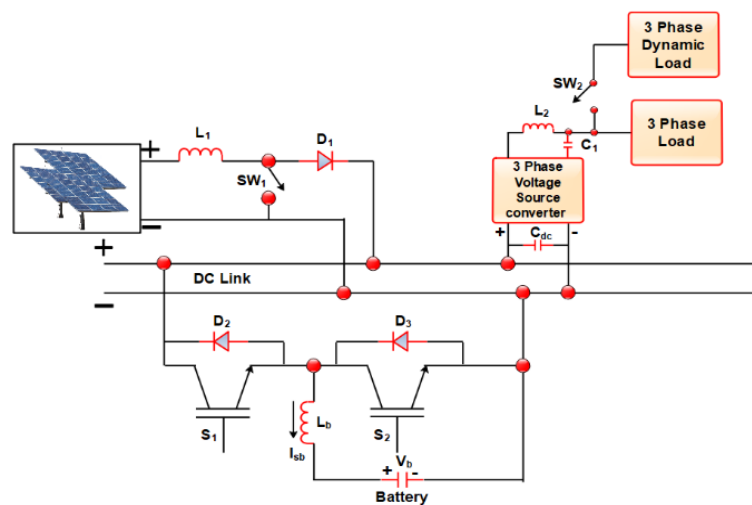 3 Phase
Dynamic
Load
SW2
L2
L1
D1
+
SW1
C1
3 Phase
Load
3 Phase
Voltage
Source
converter
−
+
-
Cdc
+
DC Link
−
D2
D3
S1
Lb
S2
Isb
Vb
+
-
Battery